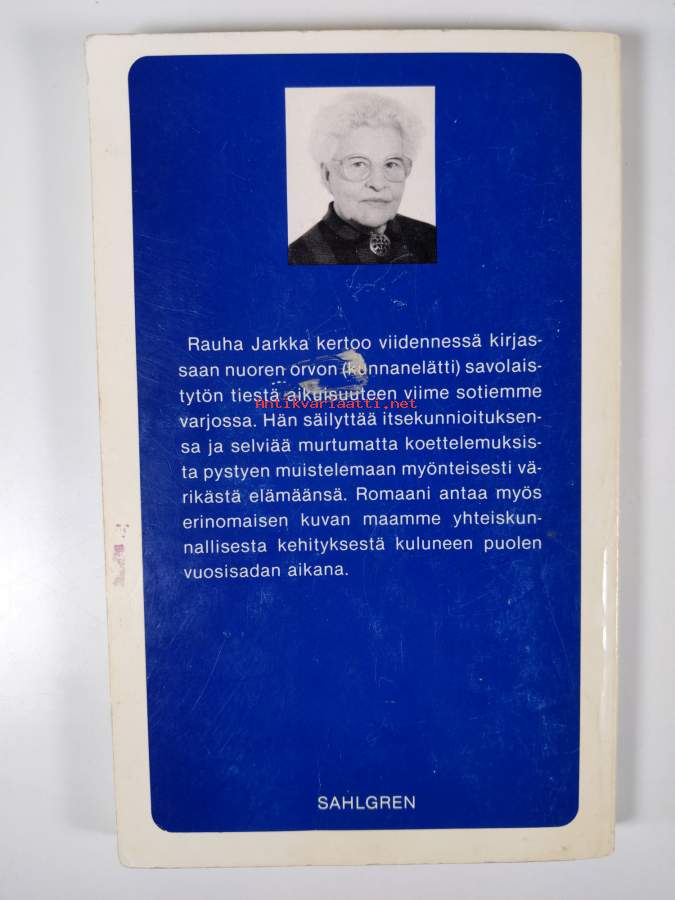 Rauha Jarkka kertoo viidennessä kirjas-
saan nuoren orvon (kunnanelätti) savolais-
tytön tiestä aikuisuuteen viime sotiemme
Antikvariaatti.net
varjossa. Hän säilyttää itsekunnioituksen-
sa ja selviää murtumatta koettelemuksis-
ta pystyen muistelemaan myönteisesti vä-
rikästä elämäänsä. Romaani antaa myös
erinomaisen kuvan maamme yhteiskun-
nallisesta kehityksestä kuluneen puolen
vuosisadan aikana.
SAHLGREN